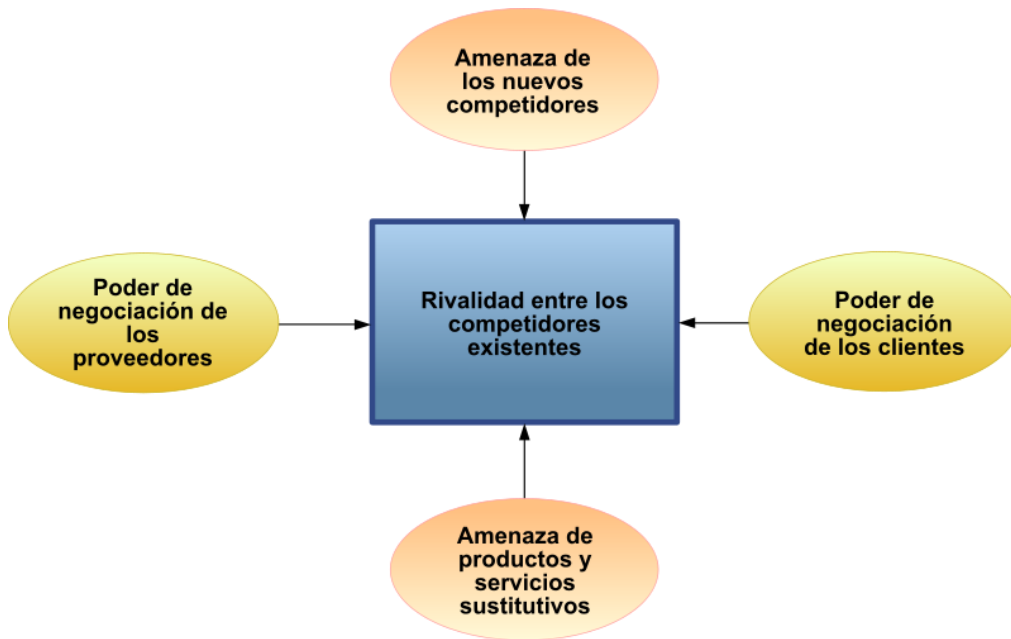 Amenaza de
los nuevos
competidores
Poder de
negociación de
los
proveedores
Rivalidad entre los
competidores
existentes
Poder de
negociación
de los clientes
Amenaza de
productos y
servicios
sustitutivos